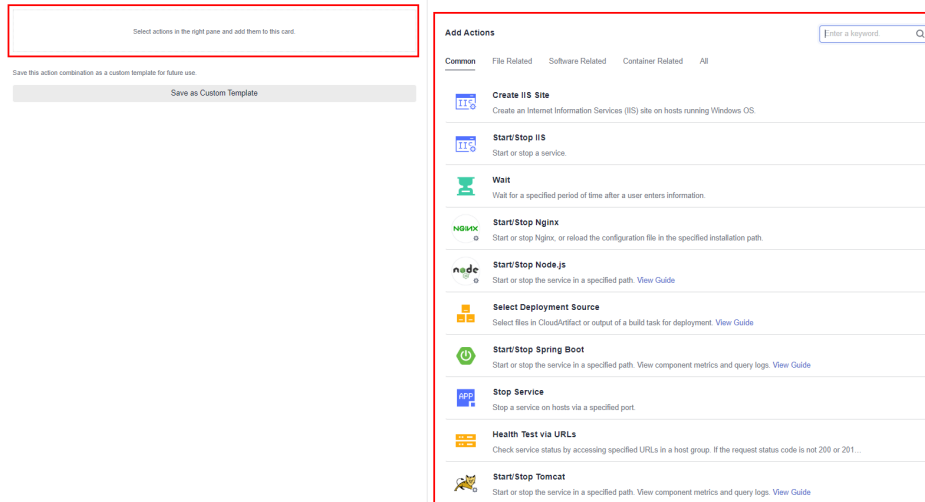 Select actions in the right pane and add them to this card.
Save this action combination as a custom template for future use.
Save as Custom Template
Add Actions
Enter a keyword.
Common File Related Software Related Container Related All
Create IIS Site
Create an Internet Information Services (IIS) site on hosts running Windows OS.
Start/Stop IIS
Start or stop a service.
Wait
Wait for a specified period of time after a user enters information.
NGINX
Start/Stop Nginx
Start or stop Nginx, or reload the configuration file in the specified installation path.
node
Start/Stop Node.js
Start or stop the service in a specified path. View Guide
Select Deployment Source
Select files in CloudArtifact or output of a build task for deployment. View Guide
Start/Stop Spring Boot
Start or stop the service in a specified path. View component metrics and query logs. View Guide
APP
Stop Service
Stop a service on hosts via a specified port.
Health Test via URLs
Check service status by accessing specified URLs in a host group. If the request status code is not 200 or 201...
Start/Stop Tomcat
Start or stop the service in a specified path. View component metrics and query logs. View Guide